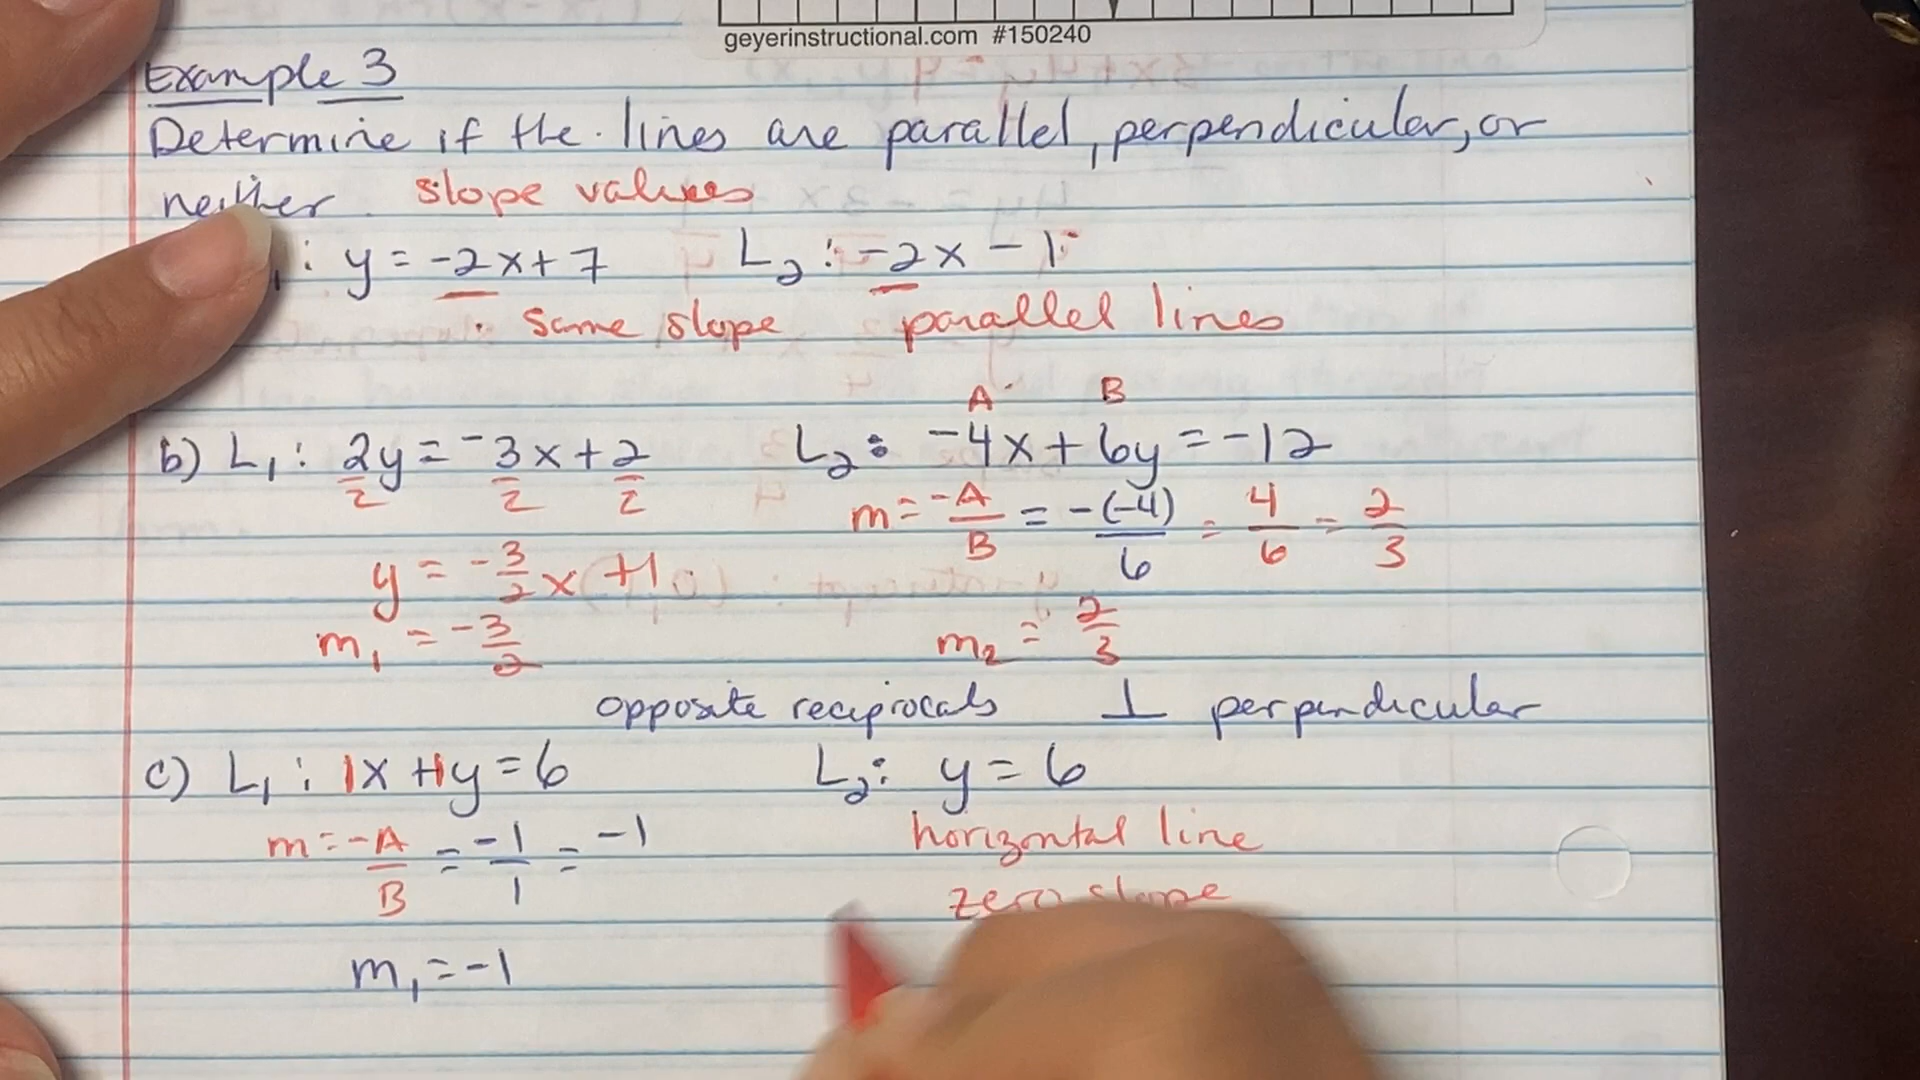 geyerinstructional.com #150240
Example 3
Determine if the lines are parallel, perpendicular, or
neither slope values
: y = -2x + 7 L₂ : -2x - 1
same slope parallel lines
A B
b) L₁ : 2y = -3x + 2 L₂ : -4x + 6y = -12
2 2 2 m = -A/B = -(-4)/6 = 4/6 = 2/3
y = -3/2 x + 1
m₁ = -3/2 m₂ = 2/3
opposite reciprocals ⊥ perpendicular
c) L₁ : 1x + 1y = 6 L₂ : y = 6
m = -A/B = -1/1 = -1 horizontal line
zero slope
m₁ = -1